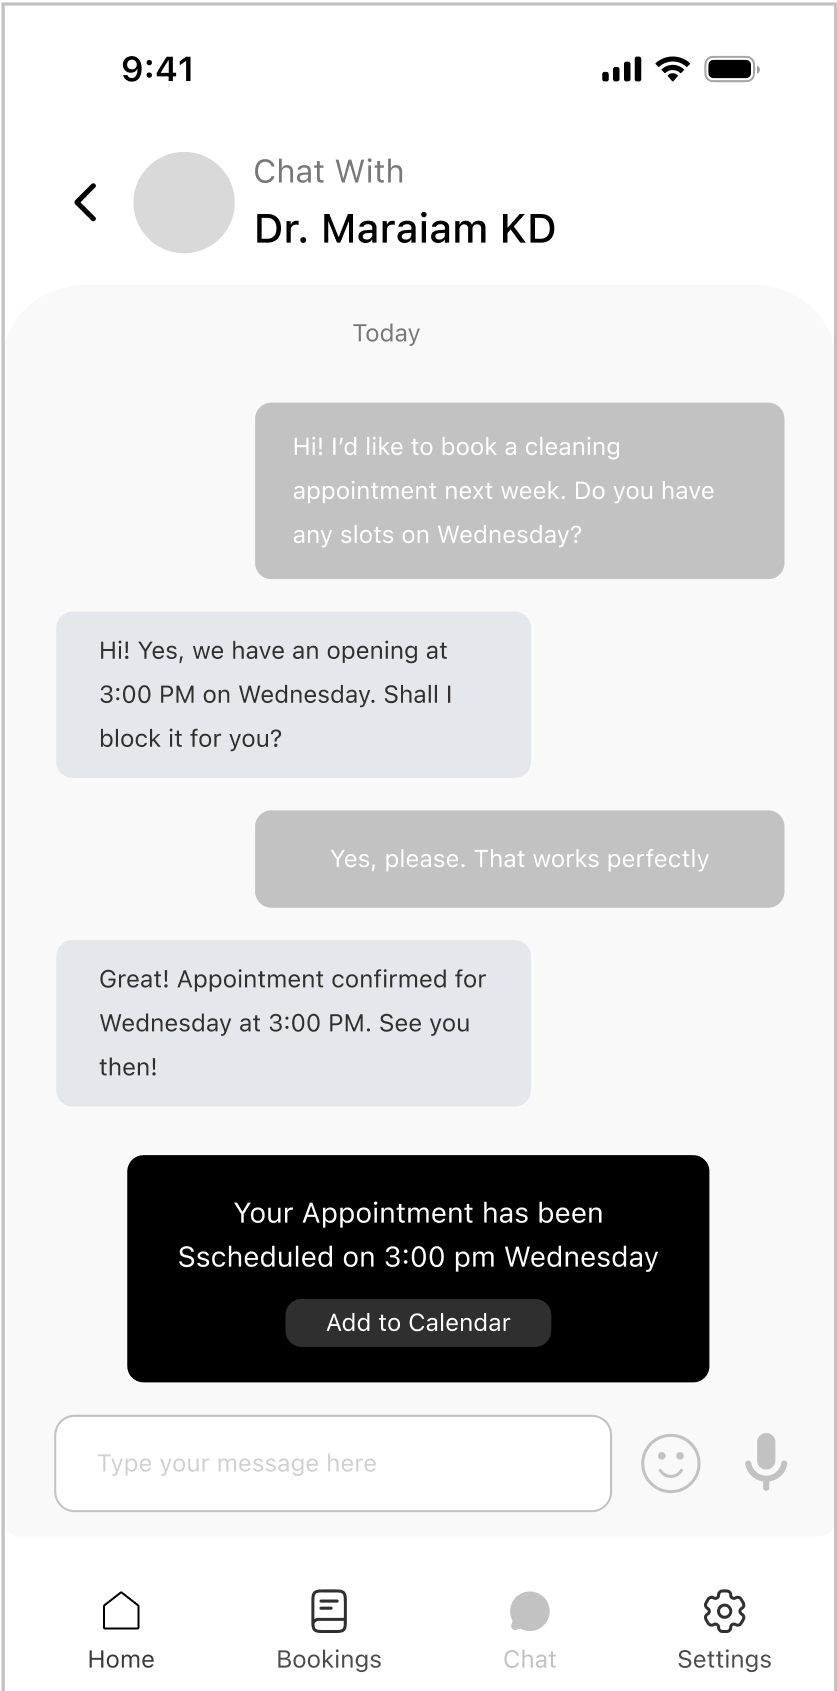 9:41
Chat With
Dr. Maraiam KD
Today
Hi! I’d like to book a cleaning
appointment next week. Do you have
any slots on Wednesday?
Hi! Yes, we have an opening at
3:00 PM on Wednesday. Shall I
block it for you?
Yes, please. That works perfectly
Great! Appointment confirmed for
Wednesday at 3:00 PM. See you
then!
Your Appointment has been
Sscheduled on 3:00 pm Wednesday
Add to Calendar
Type your message here
Home
Bookings
Chat
Settings